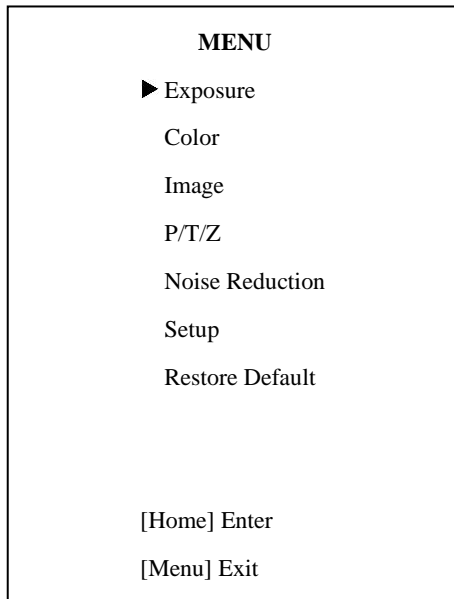 MENU
Exposure
Color
Image
P/T/Z
Noise Reduction
Setup
Restore Default
[Home] Enter
[Menu] Exit